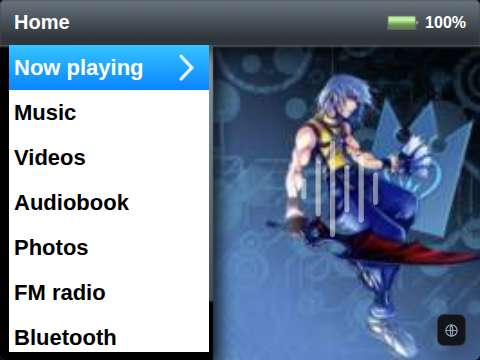 Home
100%
Now playing
Music
Videos
Audiobook
Photos
FM radio
Bluetooth